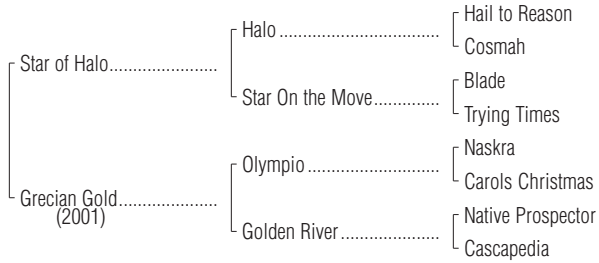 Hail to Reason
Halo
Cosmah
Star of Halo
Blade
Star On the Move
Trying Times
Naskra
Olympio
Carols Christmas
Grecian Gold
(2001)
Native Prospector
Golden River
Cascapedia